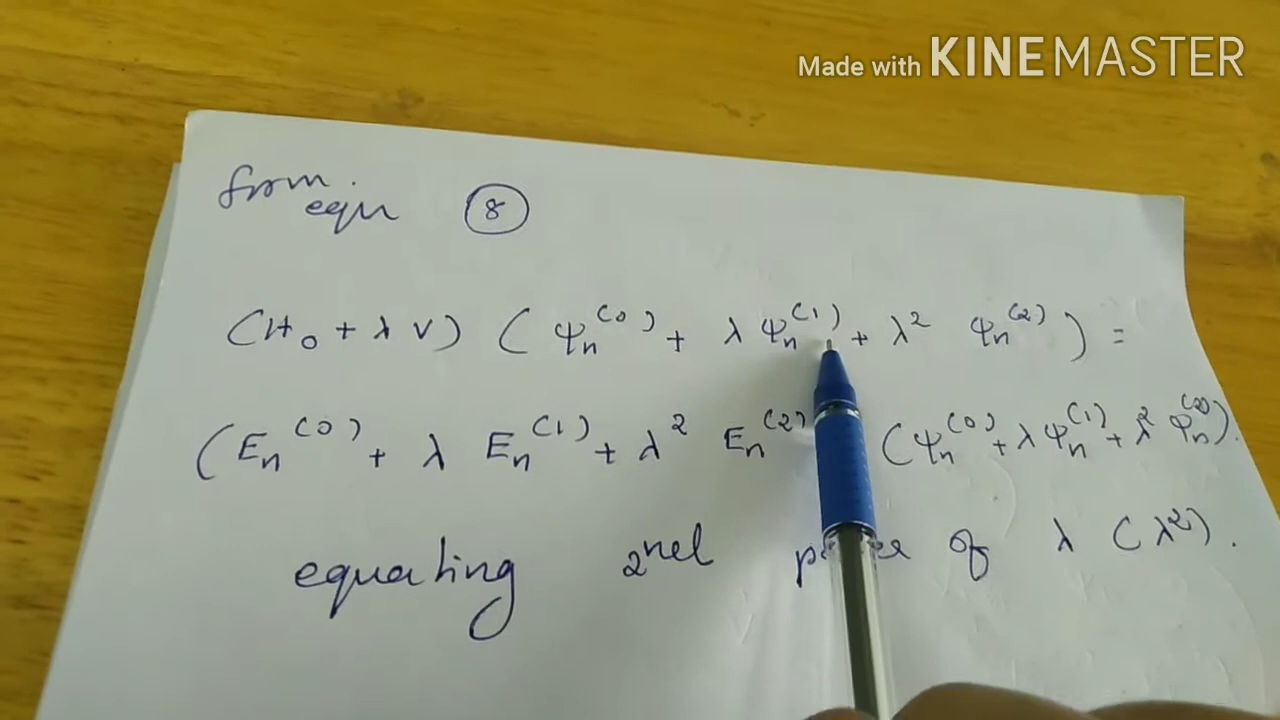 Made with KINEMASTER
from equn ⑧
(H₀ + λ V) ( ψₙ⁽⁰⁾ + λ ψₙ⁽¹⁾ + λ² ψₙ⁽²⁾ ) =
(Eₙ⁽⁰⁾ + λ Eₙ⁽¹⁾ + λ² Eₙ⁽²⁾ (ψₙ⁽⁰⁾ + λ ψₙ⁽¹⁾ + λ² ψₙ⁽²⁾).
equating 2nd of λ (λ²).